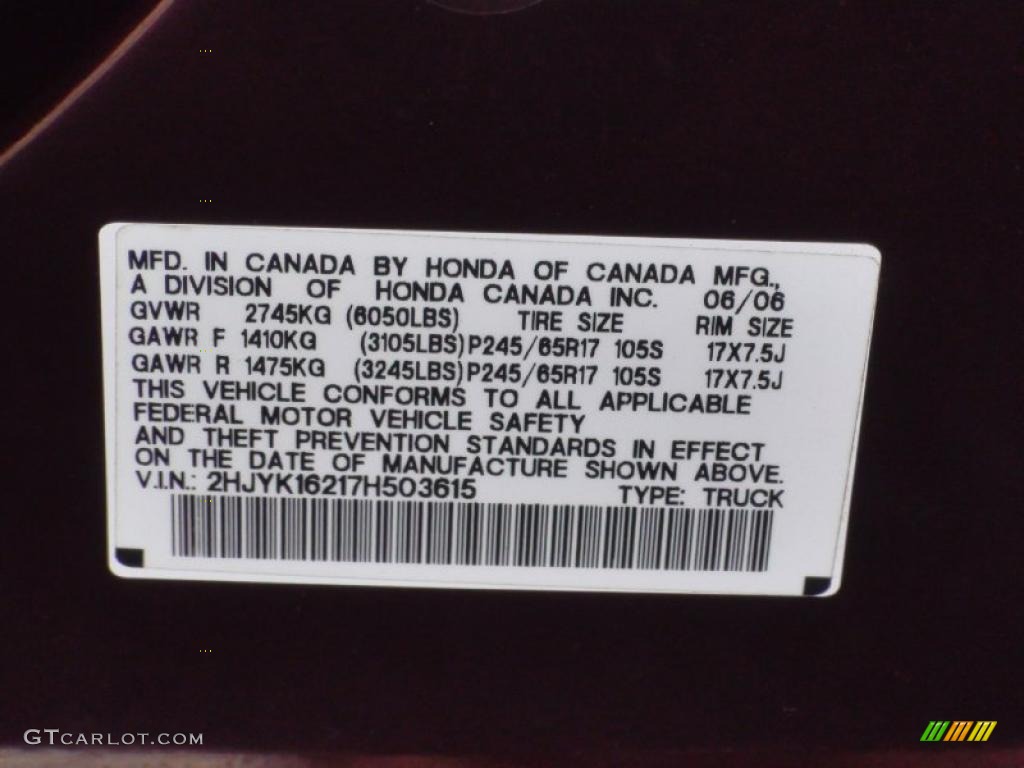 MFD. IN CANADA BY HONDA OF CANADA MFG.,
A DIVISION OF HONDA CANADA INC. 06/06
GVWR 2745KG (6050LBS) TIRE SIZE RIM SIZE
GAWR F 1410KG (3105LBS) P245/65R17 105S 17X7.5J
GAWR R 1475KG (3245LBS) P245/65R17 105S 17X7.5J
THIS VEHICLE CONFORMS TO ALL APPLICABLE
FEDERAL MOTOR VEHICLE SAFETY
AND THEFT PREVENTION STANDARDS IN EFFECT
ON THE DATE OF MANUFACTURE SHOWN ABOVE.
V.I.N.: 2HJYK16217H503615 TYPE: TRUCK
GTCARLOT.COM